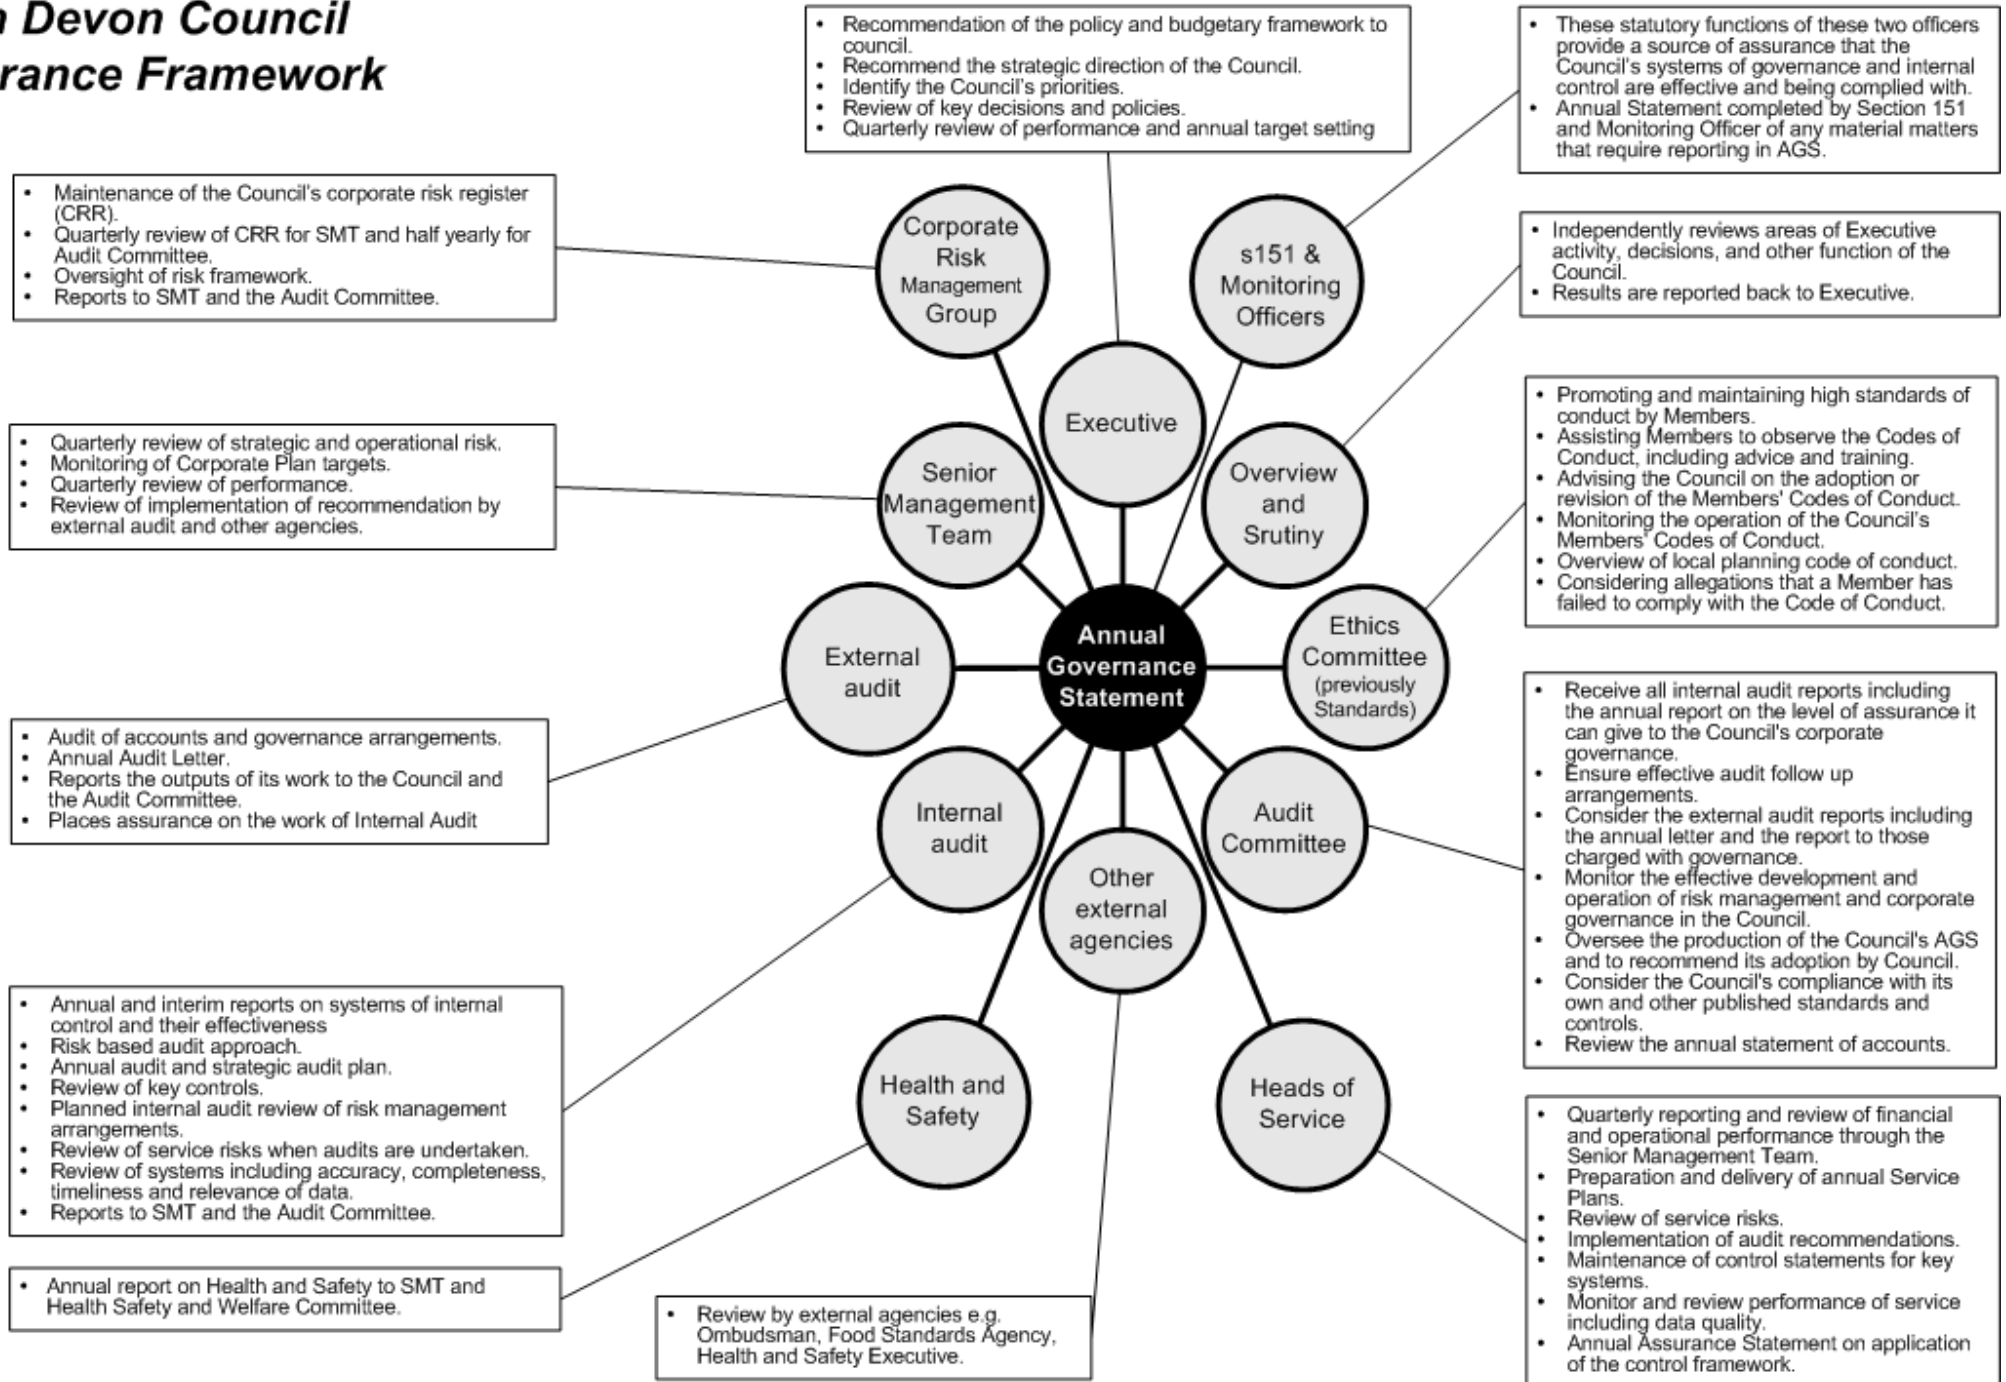 Devon Council
rance Framework
• Recommendation of the policy and budgetary framework to
council.
• Recommend the strategic direction of the Council.
• Identify the Council's priorities.
• Review of key decisions and policies.
• Quarterly review of performance and annual target setting
• These statutory functions of these two officers
provide a source of assurance that the
Council's systems of governance and internal
control are effective and being complied with.
• Annual Statement completed by Section 151
and Monitoring Officer of any material matters
that require reporting in AGS.
• Maintenance of the Council's corporate risk register
(CRR).
• Quarterly review of CRR for SMT and half yearly for
Audit Committee.
• Oversight of risk framework.
• Reports to SMT and the Audit Committee.
Corporate
Risk
Management
Group
s151 &
Monitoring
Officers
• Independently reviews areas of Executive
activity, decisions, and other function of the
Council.
• Results are reported back to Executive.
Executive
• Quarterly review of strategic and operational risk.
• Monitoring of Corporate Plan targets.
• Quarterly review of performance.
• Review of implementation of recommendation by
external audit and other agencies.
Senior
Management
Team
Overview
and
Srutiny
• Promoting and maintaining high standards of
conduct by Members.
• Assisting Members to observe the Codes of
Conduct, including advice and training.
• Advising the Council on the adoption or
revision of the Members' Codes of Conduct.
• Monitoring the operation of the Council's
Members' Codes of Conduct.
• Overview of local planning code of conduct.
• Considering allegations that a Member has
failed to comply with the Code of Conduct.
External
audit
Annual
Governance
Statement
Ethics
Committee
(previously
Standards)
• Audit of accounts and governance arrangements.
• Annual Audit Letter.
• Reports the outputs of its work to the Council and
the Audit Committee.
• Places assurance on the work of Internal Audit
Internal
audit
Other
external
agencies
Audit
Committee
• Receive all internal audit reports including
the annual report on the level of assurance it
can give to the Council's corporate
governance.
• Ensure effective audit follow up
arrangements.
• Consider the external audit reports including
the annual letter and the report to those
charged with governance.
• Monitor the effective development and
operation of risk management and corporate
governance in the Council.
• Oversee the production of the Council's AGS
and to recommend its adoption by Council.
• Consider the Council's compliance with its
own and other published standards and
controls.
• Review the annual statement of accounts.
• Annual and interim reports on systems of internal
control and their effectiveness
• Risk based audit approach.
• Annual audit and strategic audit plan.
• Review of key controls.
• Planned internal audit review of risk management
arrangements.
• Review of service risks when audits are undertaken.
• Review of systems including accuracy, completeness,
timeliness and relevance of data.
• Reports to SMT and the Audit Committee.
Health and
Safety
Heads of
Service
• Quarterly reporting and review of financial
and operational performance through the
Senior Management Team.
• Preparation and delivery of annual Service
Plans.
• Review of service risks.
• Implementation of audit recommendations.
• Maintenance of control statements for key
systems.
• Monitor and review performance of service
including data quality.
• Annual Assurance Statement on application
of the control framework.
• Annual report on Health and Safety to SMT and
Health Safety and Welfare Committee.
• Review by external agencies e.g.
Ombudsman, Food Standards Agency,
Health and Safety Executive.